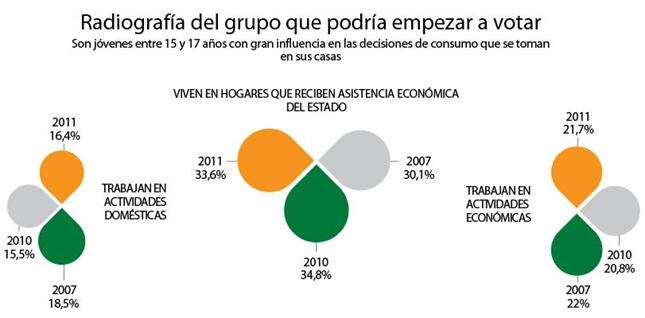 Radiografía del grupo que podría empezar a votar
Son jóvenes entre 15 y 17 años con gran influencia en las decisiones de consumo que se toman
en sus casas
VIVEN EN HOGARES QUE RECIBEN ASISTENCIA ECONÓMICA
DEL ESTADO
2011
16,4%
TRABAJAN EN
ACTIVIDADES
DOMÉSTICAS
2010
15,5%
2007
18,5%
2011
33,6%
2007
30,1%
2010
34,8%
2011
21,7%
TRABAJAN EN
ACTIVIDADES
ECONÓMICAS
2010
20,8%
2007
22%